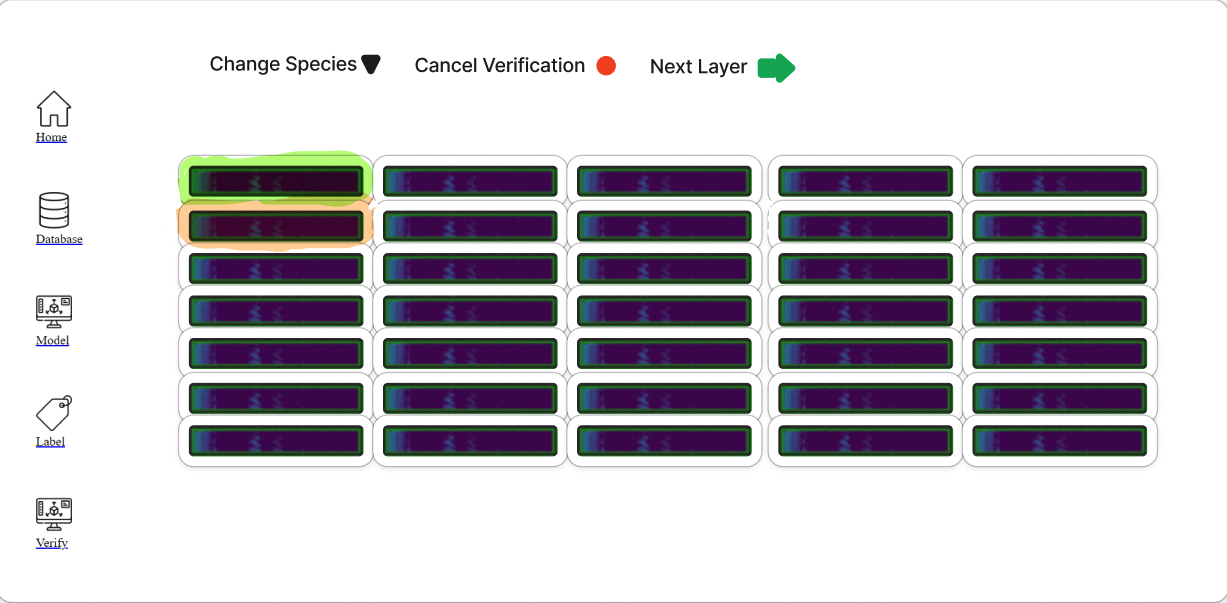 Change Species
Cancel Verification
Next Layer
Home
Database
Model
Label
Verify